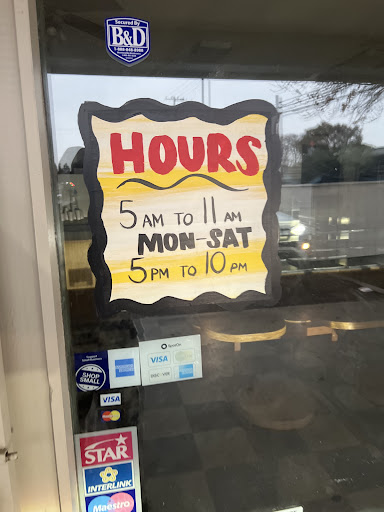 Secured By
B&D
HOURS
5 AM TO 11 AM
MON-SAT
5 PM TO 10 PM
SHOP
SMALL
VISA
VISA
STAR
INTERLINK
Maestro